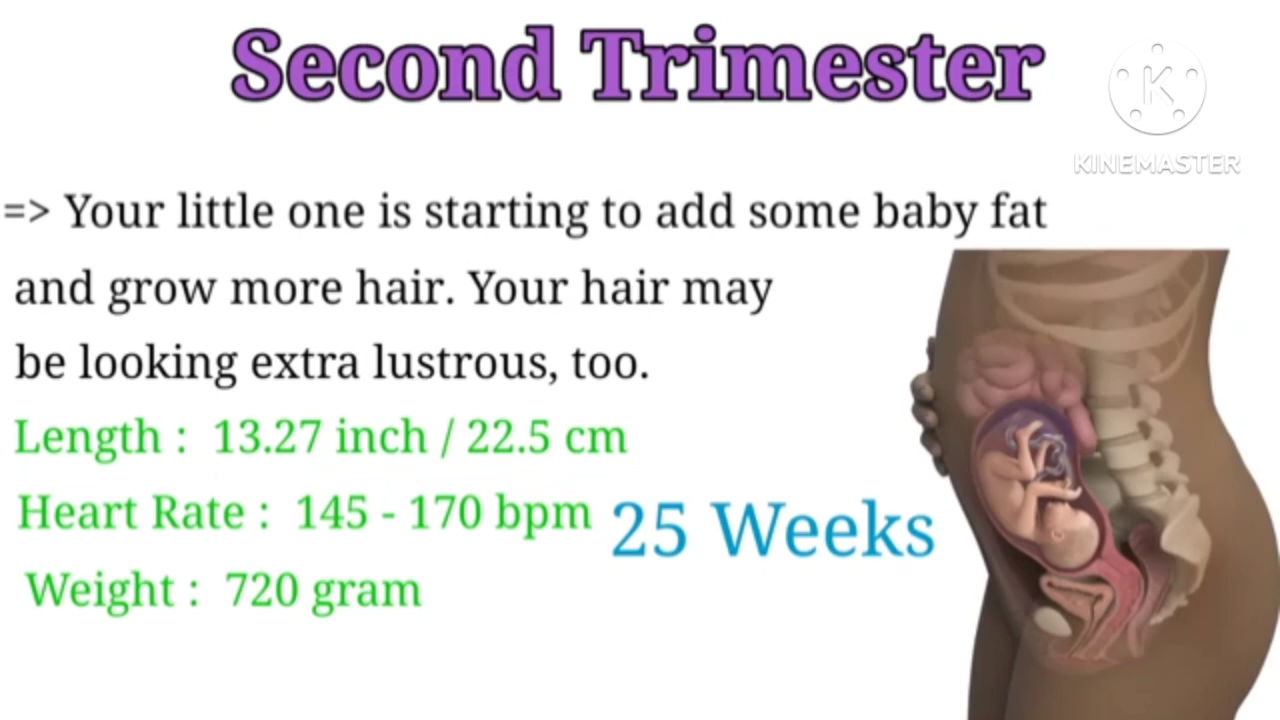 Second Trimester
K
KINEMASTER
=> Your little one is starting to add some baby fat
and grow more hair. Your hair may
be looking extra lustrous, too.
Length : 13.27 inch / 22.5 cm
Heart Rate : 145 - 170 bpm
25 Weeks
Weight : 720 gram